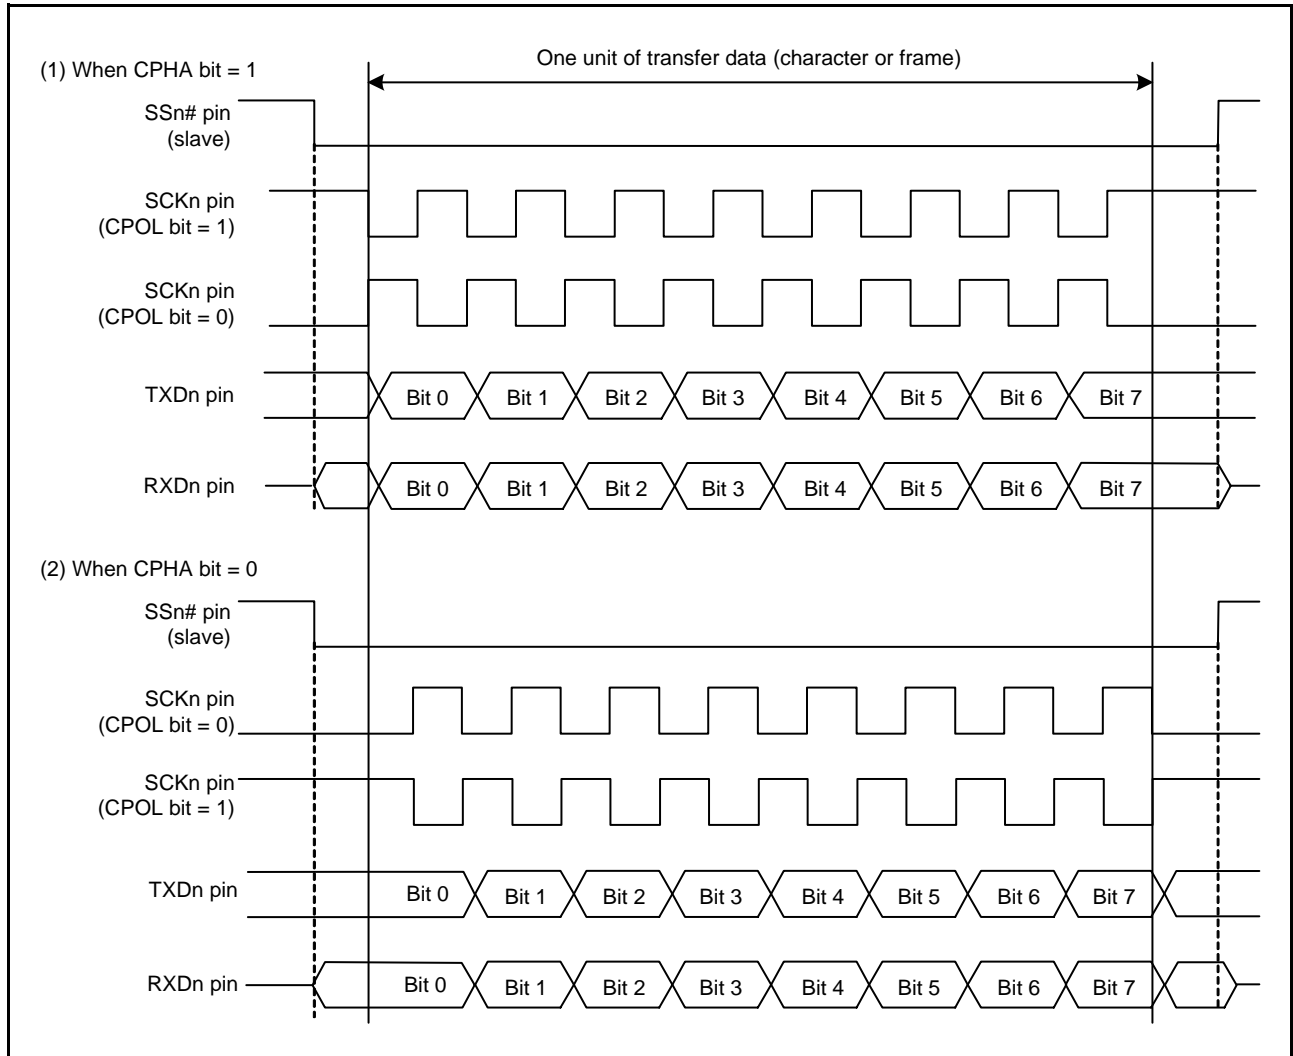 One unit of transfer data (character or frame)
(1) When CPHA bit = 1
SSn# pin
(slave)
SCKn pin
(CPOL bit = 1)
SCKn pin
(CPOL bit = 0)
TXDn pin
Bit 0 Bit 1 Bit 2 Bit 3 Bit 4 Bit 5 Bit 6 Bit 7
RXDn pin
Bit 0 Bit 1 Bit 2 Bit 3 Bit 4 Bit 5 Bit 6 Bit 7
(2) When CPHA bit = 0
SSn# pin
(slave)
SCKn pin
(CPOL bit = 0)
SCKn pin
(CPOL bit = 1)
TXDn pin
Bit 0 Bit 1 Bit 2 Bit 3 Bit 4 Bit 5 Bit 6 Bit 7
RXDn pin
Bit 0 Bit 1 Bit 2 Bit 3 Bit 4 Bit 5 Bit 6 Bit 7